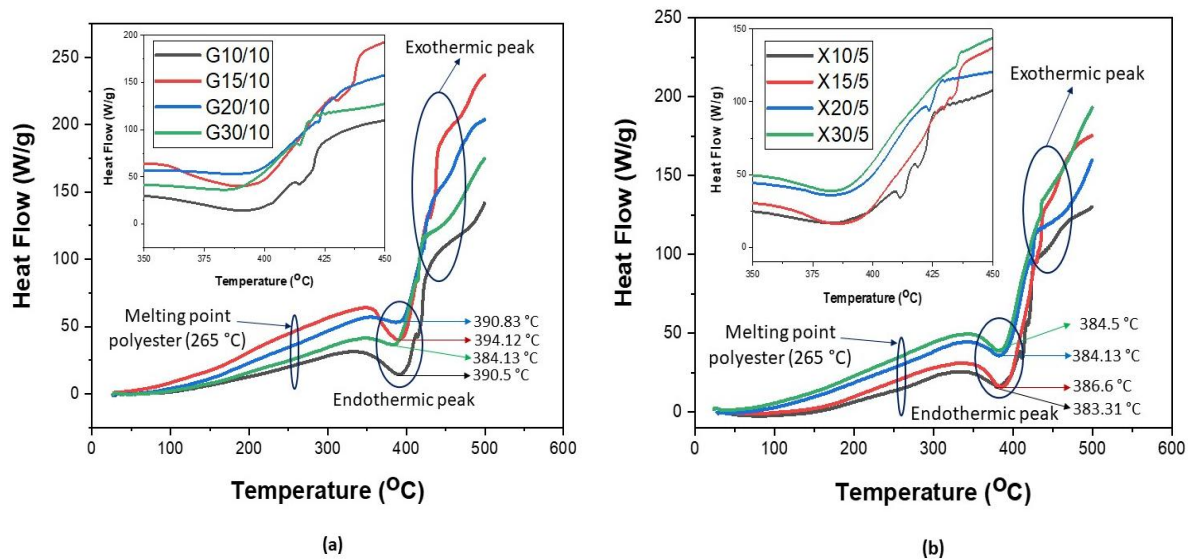 250
200
150
100
50
0
Heat Flow (W/g)
200
150
100
50
0
Heat Flow (W/g)
G10/10
G15/10
G20/10
G30/10
350
375
400
425
450
Temperature (OC)
Exothermic peak
Melting point
polyester (265 °C)
390.83 °C
394.12 °C
384.13 °C
390.5 °C
Endothermic peak
0
100
200
300
400
500
600
Temperature (OC)
(a)
250
200
150
100
50
0
Heat Flow (W/g)
150
100
50
0
Heat Flow (W/g)
X10/5
X15/5
X20/5
X30/5
350
375
400
425
450
Temperature (OC)
Exothermic peak
Melting point
polyester (265 °C)
384.5 °C
384.13 °C
386.6 °C
383.31 °C
Endothermic peak
0
100
200
300
400
500
600
Temperature (OC)
(b)